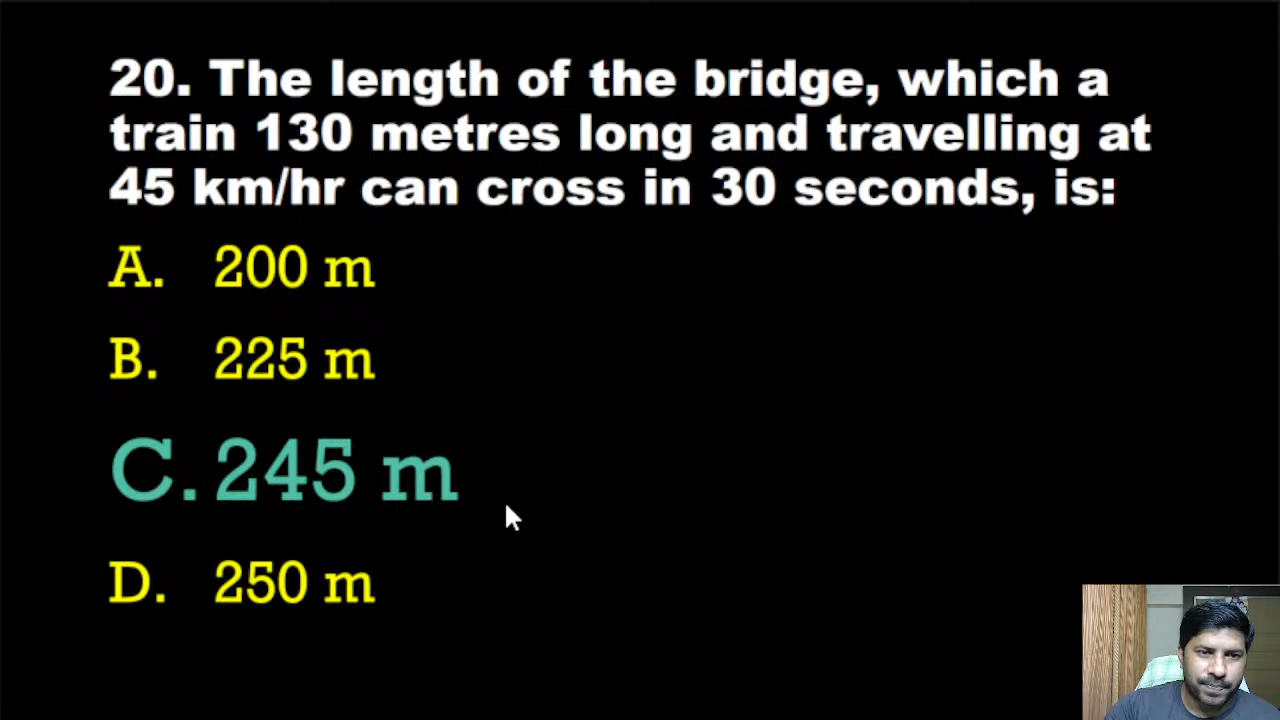 20. The length of the bridge, which a
train 130 metres long and travelling at
45 km/hr can cross in 30 seconds, is:
A. 200 m
B. 225 m
C. 245 m
D. 250 m